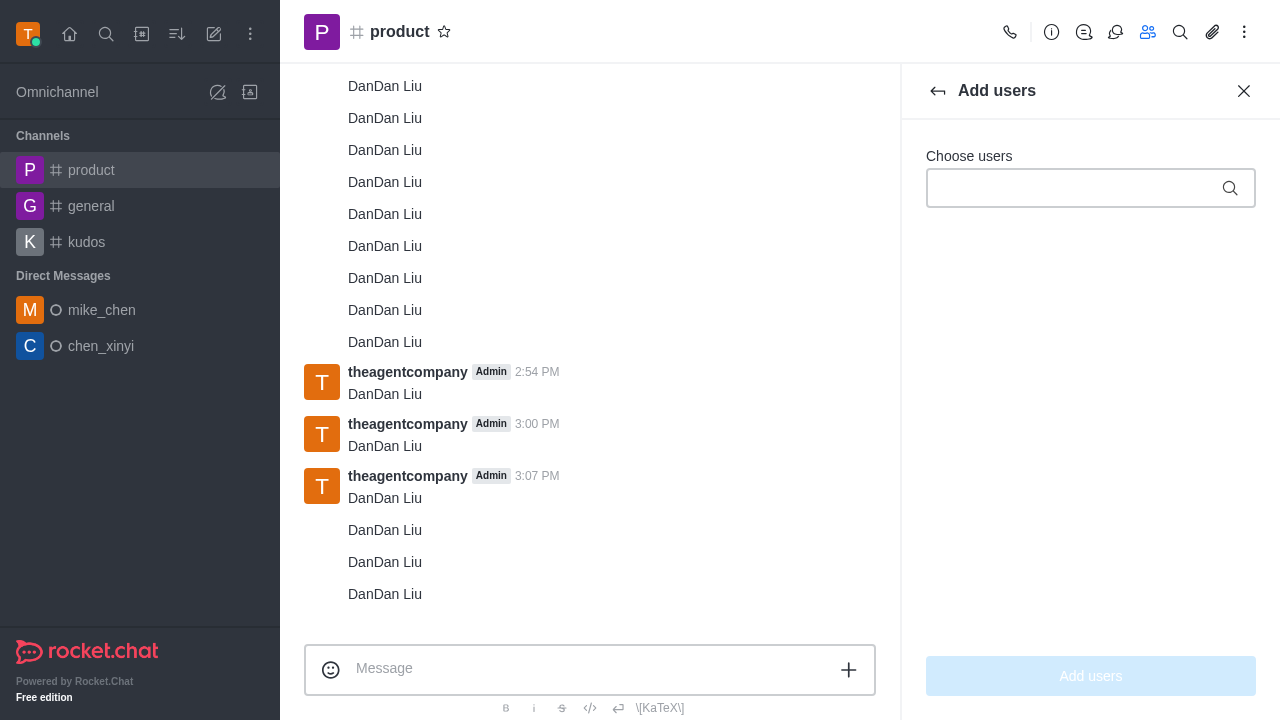 T
Omnichannel
Channels
P product
G general
K kudos
Direct Messages
M mike_chen
C chen_xinyi
rocket.chat
Powered by Rocket.Chat
Free edition
P product
DanDan Liu
DanDan Liu
DanDan Liu
DanDan Liu
DanDan Liu
DanDan Liu
DanDan Liu
DanDan Liu
DanDan Liu
T theagentcompany Admin 2:54 PM
DanDan Liu
T theagentcompany Admin 3:00 PM
DanDan Liu
T theagentcompany Admin 3:07 PM
DanDan Liu
DanDan Liu
DanDan Liu
DanDan Liu
Message
B i S \[KaTeX\]
Add users
Choose users
Add users